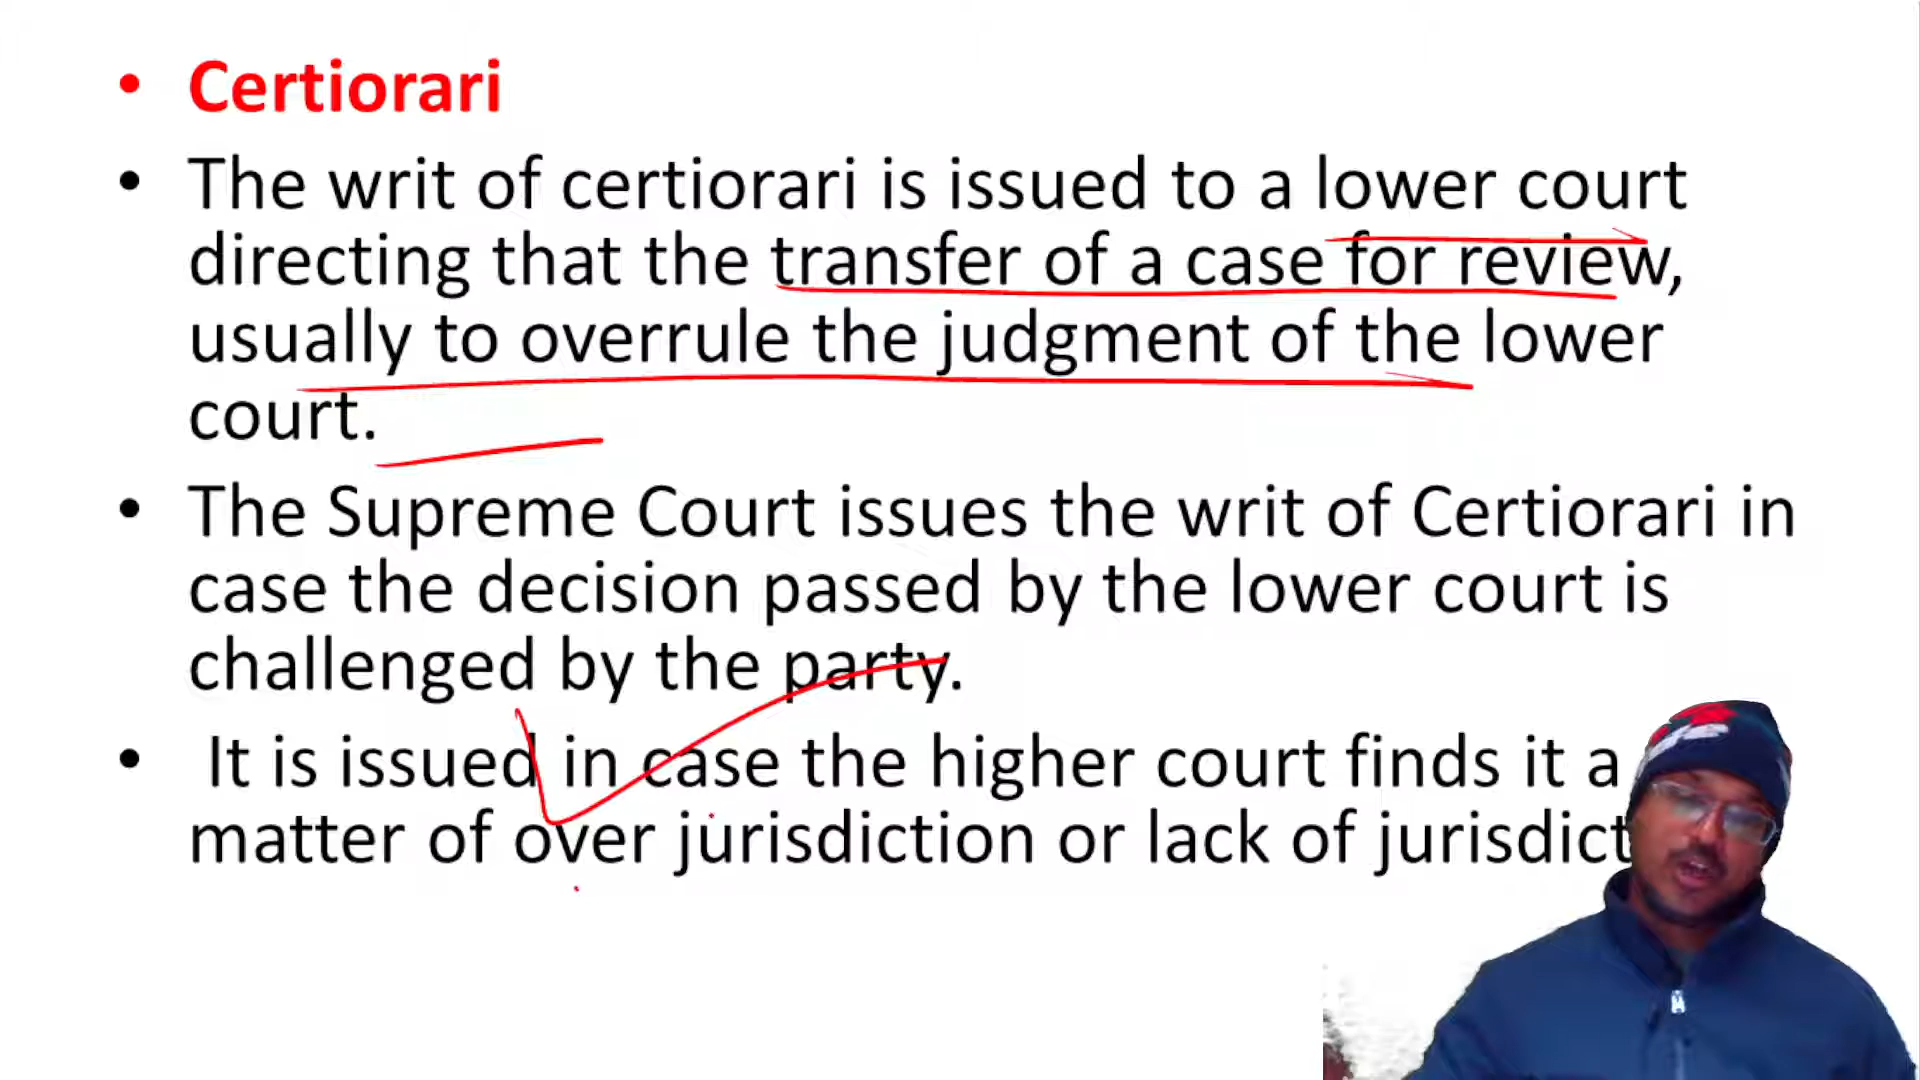 • Certiorari
• The writ of certiorari is issued to a lower court
directing that the transfer of a case for review,
usually to overrule the judgment of the lower
court.
• The Supreme Court issues the writ of Certiorari in
case the decision passed by the lower court is
challenged by the party.
• It is issued in case the higher court finds it a
matter of over jurisdiction or lack of jurisdict